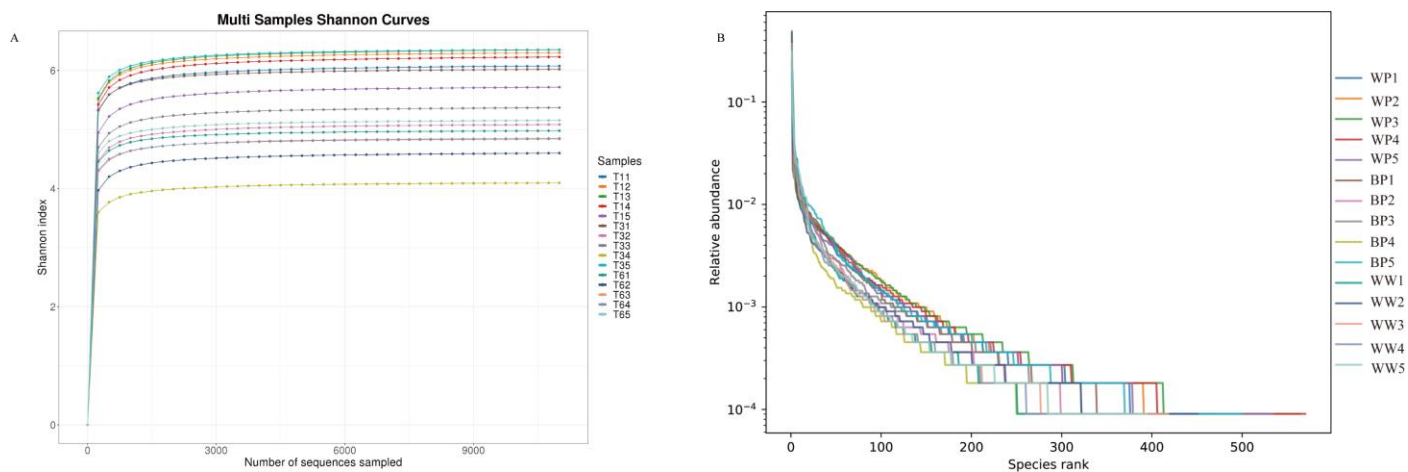 A
Multi Samples Shannon Curves
Shannon index
6
4
2
0
0
3000
6000
9000
Number of sequences sampled
Samples
T11
T12
T13
T14
T15
T31
T32
T33
T34
T35
T61
T62
T63
T64
T65
B
Relative abundance
10⁻¹
10⁻²
10⁻³
10⁻⁴
0
100
200
300
400
500
Species rank
WP1
WP2
WP3
WP4
WP5
BP1
BP2
BP3
BP4
BP5
WW1
WW2
WW3
WW4
WW5